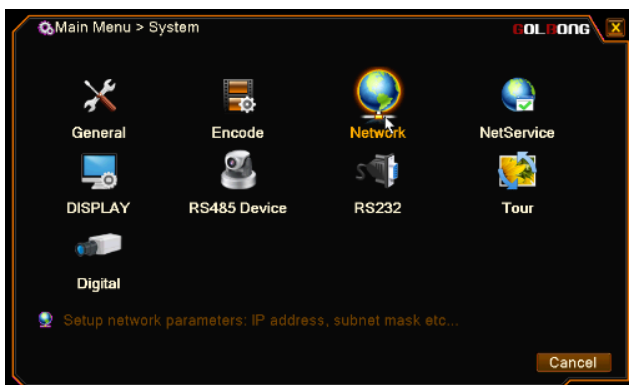 Main Menu > System
GOLBONG
X
General Encode Network NetService
DISPLAY RS485 Device RS232 Tour
Digital
Setup network parameters: IP address, subnet mask etc...
Cancel